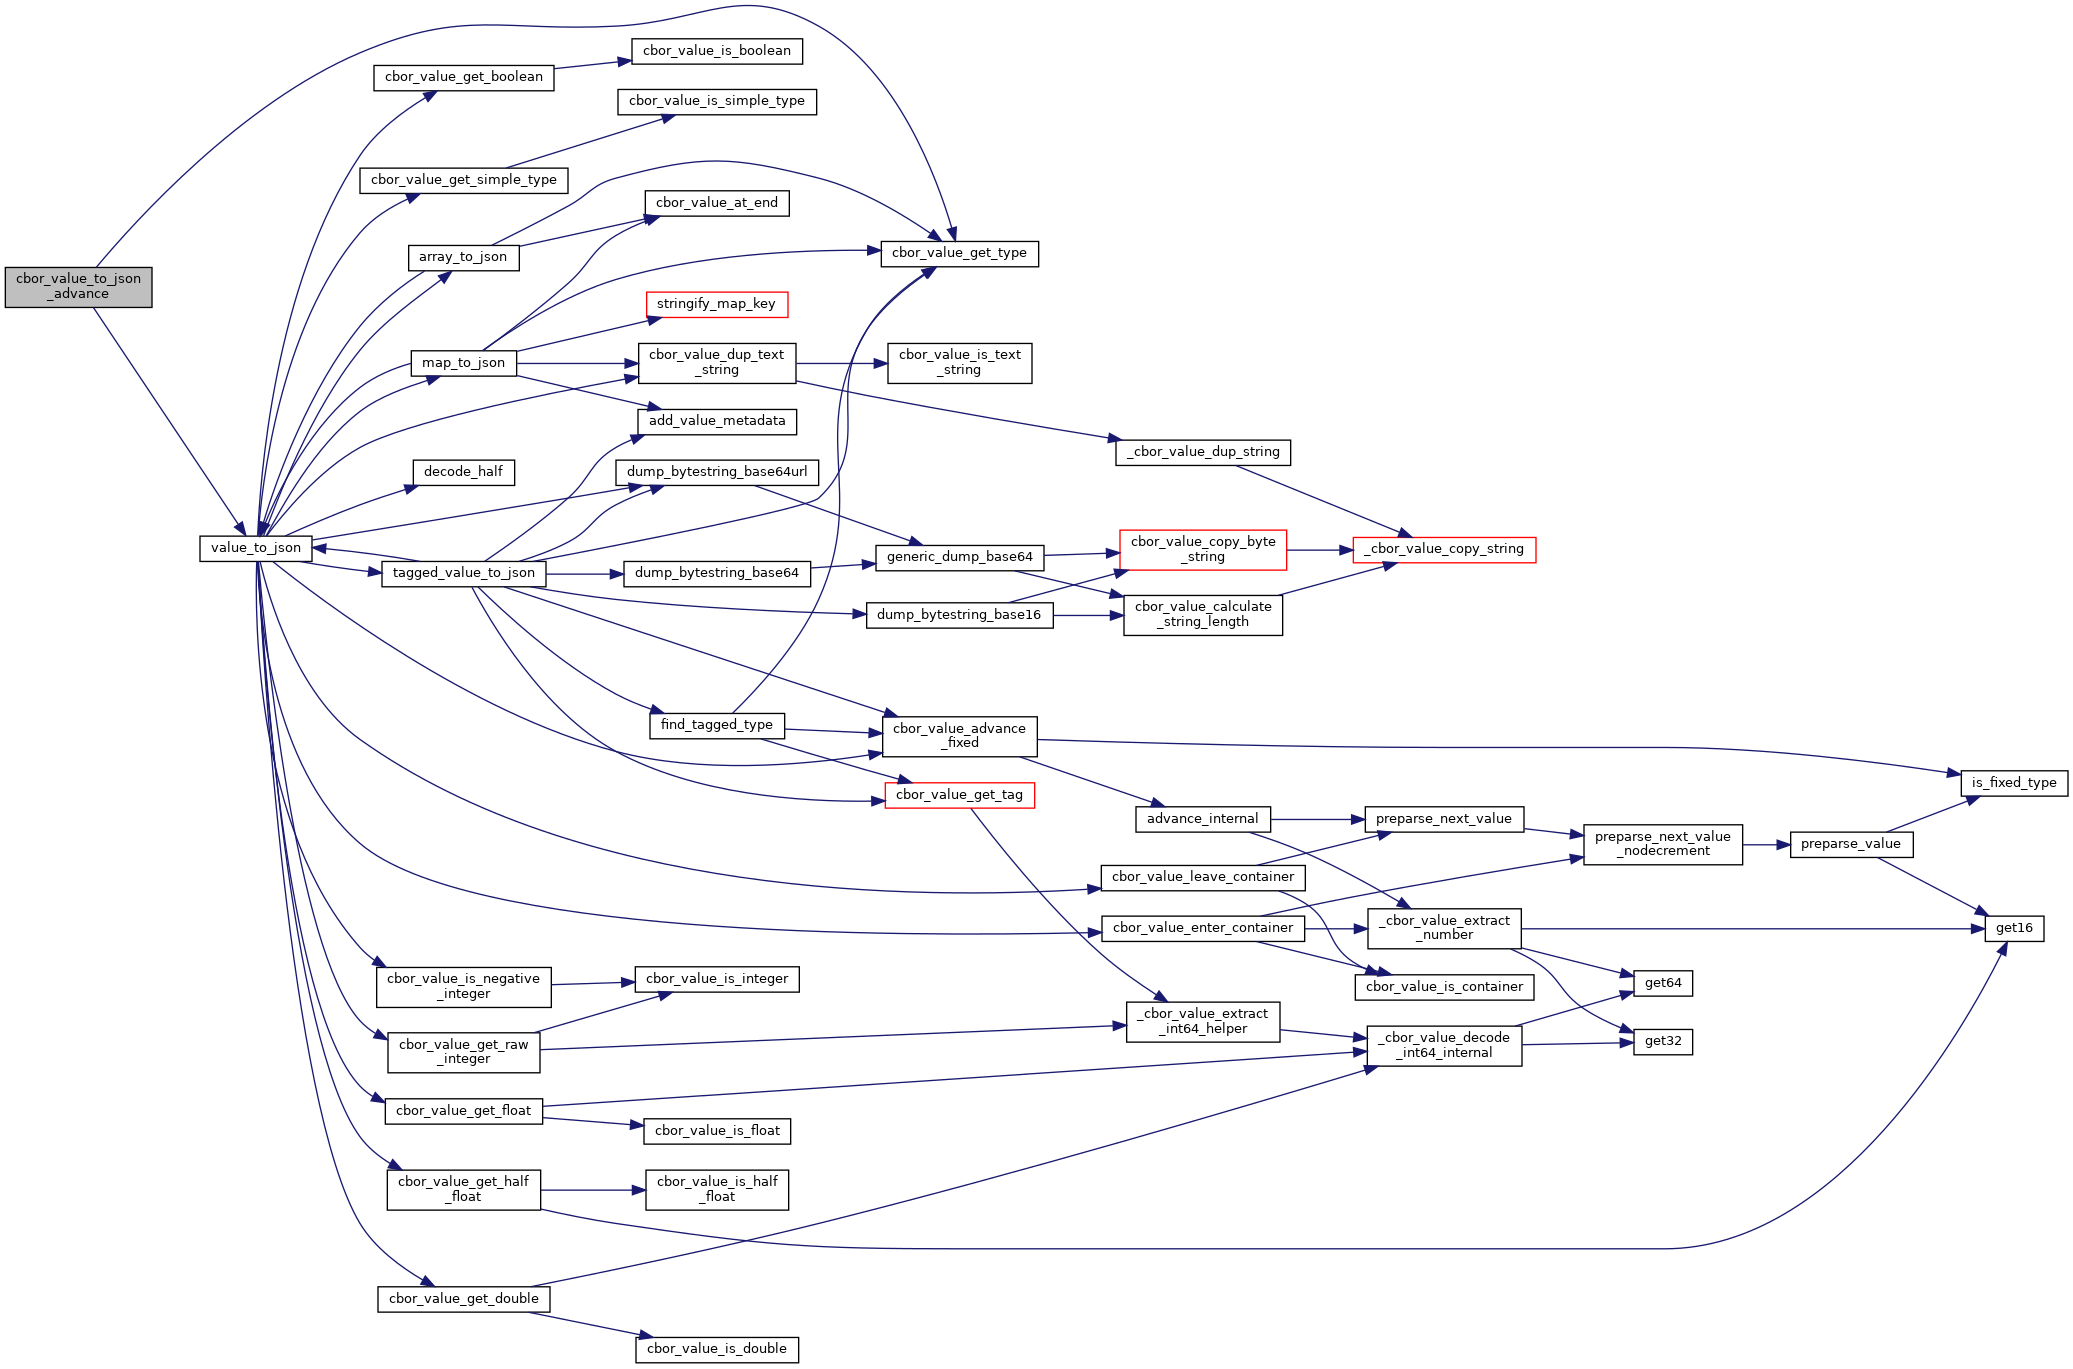 cbor_value_to_json
_advance
value_to_json
cbor_value_get_boolean
cbor_value_get_simple_type
array_to_json
map_to_json
decode_half
tagged_value_to_json
cbor_value_is_negative
_integer
cbor_value_get_raw
_integer
cbor_value_get_float
cbor_value_get_half
_float
cbor_value_get_double
cbor_value_is_boolean
cbor_value_is_simple_type
cbor_value_at_end
stringify_map_key
cbor_value_dup_text
_string
add_value_metadata
dump_bytestring_base64url
dump_bytestring_base64
find_tagged_type
cbor_value_is_integer
cbor_value_is_float
cbor_value_is_half
_float
cbor_value_is_double
cbor_value_get_type
cbor_value_is_text
_string
generic_dump_base64
dump_bytestring_base16
cbor_value_advance
_fixed
cbor_value_get_tag
_cbor_value_dup_string
cbor_value_copy_byte
_string
cbor_value_calculate
_string_length
advance_internal
cbor_value_leave_container
cbor_value_enter_container
_cbor_value_extract
_int64_helper
_cbor_value_copy_string
preparse_next_value
_cbor_value_extract
_number
cbor_value_is_container
_cbor_value_decode
_int64_internal
preparse_next_value
_nodecrement
get64
get32
preparse_value
is_fixed_type
get16